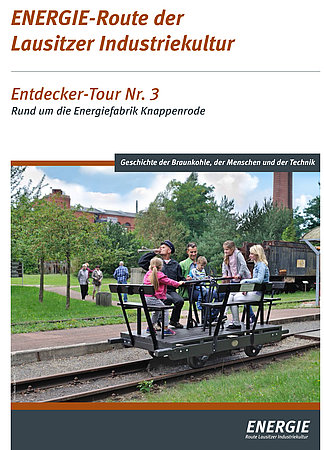 ENERGIE-Route der
Lausitzer Industriekultur
Entdecker-Tour Nr. 3
Rund um die Energiefabrik Knappenrode
Geschichte der Braunkohle, der Menschen und der Technik
ENERGIE
Route Lausitzer Industriekultur